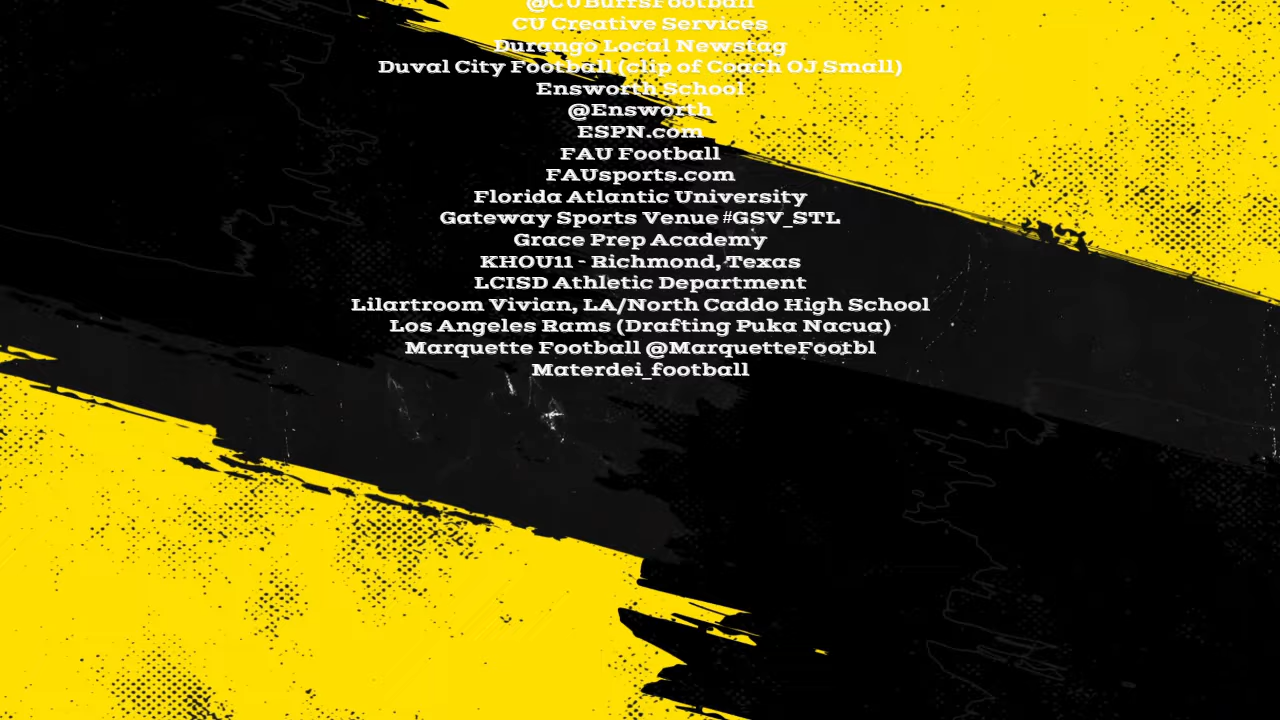 @CUBuffsFootball
CU Creative Services
Durango Local Newstag
Duval City Football (clip of Coach OJ Small)
Ensworth School
@Ensworth
ESPN.com
FAU Football
FAUsports.com
Florida Atlantic University
Gateway Sports Venue #GSV_STL
Grace Prep Academy
KHOU11 - Richmond, Texas
LCISD Athletic Department
Lilartroom Vivian, LA/North Caddo High School
Los Angeles Rams (Drafting Puka Nacua)
Marquette Football @MarquetteFootbl
Materdei_football